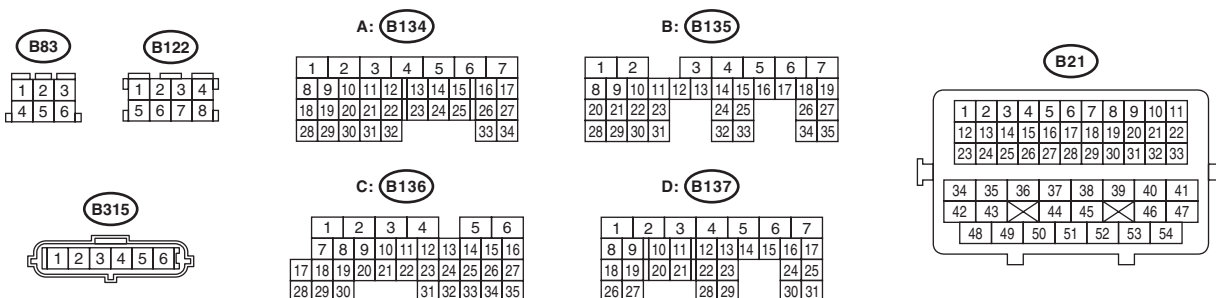 B83
1 2 3
4 5 6
B122
1 2 3 4
5 6 7 8
A: B134
1 2 3 4 5 6 7
8 9 10 11 12 13 14 15 16 17
18 19 20 21 22 23 24 25 26 27
28 29 30 31 32 33 34
B: B135
1 2 3 4 5 6 7
8 9 10 11 12 13 14 15 16 17 18 19
20 21 22 23 24 25 26 27
28 29 30 31 32 33 34 35
B21
1 2 3 4 5 6 7 8 9 10 11
12 13 14 15 16 17 18 19 20 21 22
23 24 25 26 27 28 29 30 31 32 33
34 35 36 37 38 39 40 41
42 43 44 45 46 47
48 49 50 51 52 53 54
B315
1 2 3 4 5 6
C: B136
1 2 3 4 5 6
7 8 9 10 11 12 13 14 15 16
17 18 19 20 21 22 23 24 25 26 27
28 29 30 31 32 33 34 35
D: B137
1 2 3 4 5 6 7
8 9 10 11 12 13 14 15 16 17
18 19 20 21 22 23 24 25
26 27 28 29 30 31